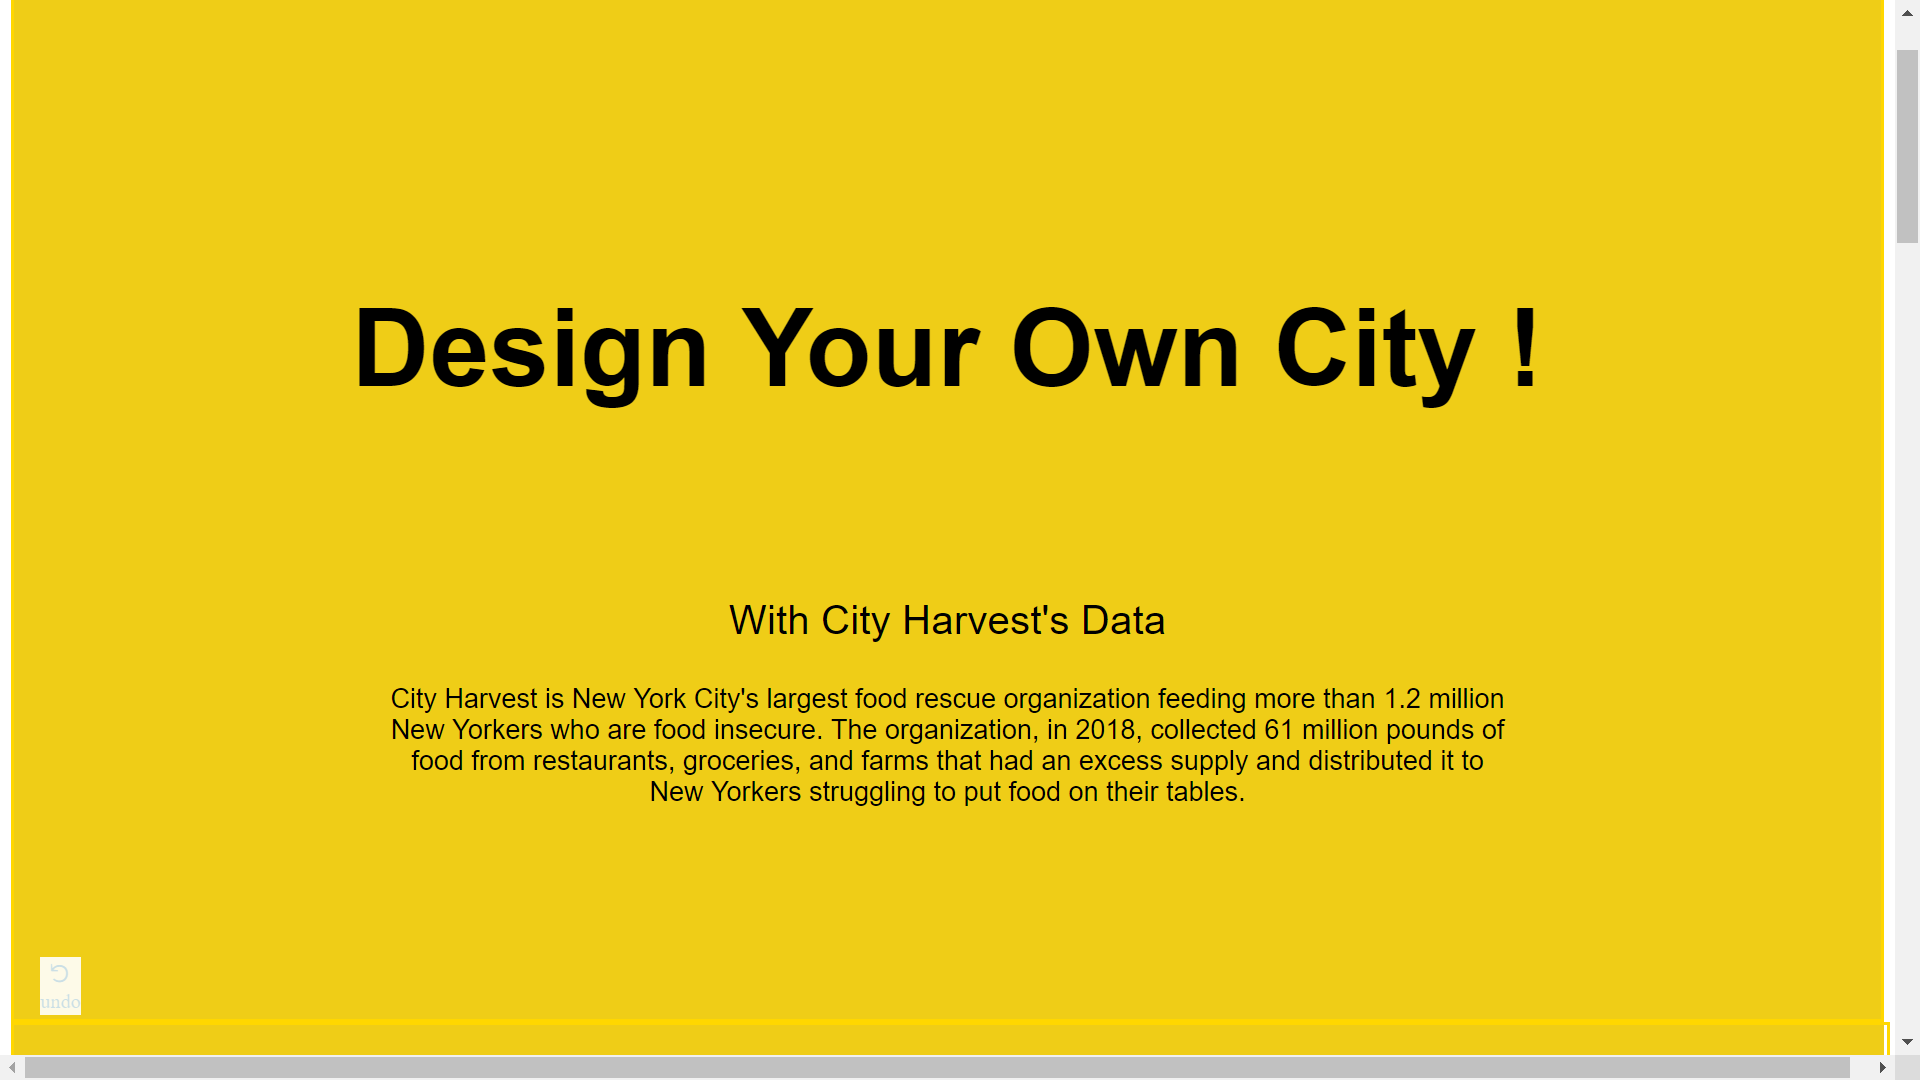 Design Your Own City !
With City Harvest's Data
City Harvest is New York City's largest food rescue organization feeding more than 1.2 million
New Yorkers who are food insecure. The organization, in 2018, collected 61 million pounds of
food from restaurants, groceries, and farms that had an excess supply and distributed it to
New Yorkers struggling to put food on their tables.
undo